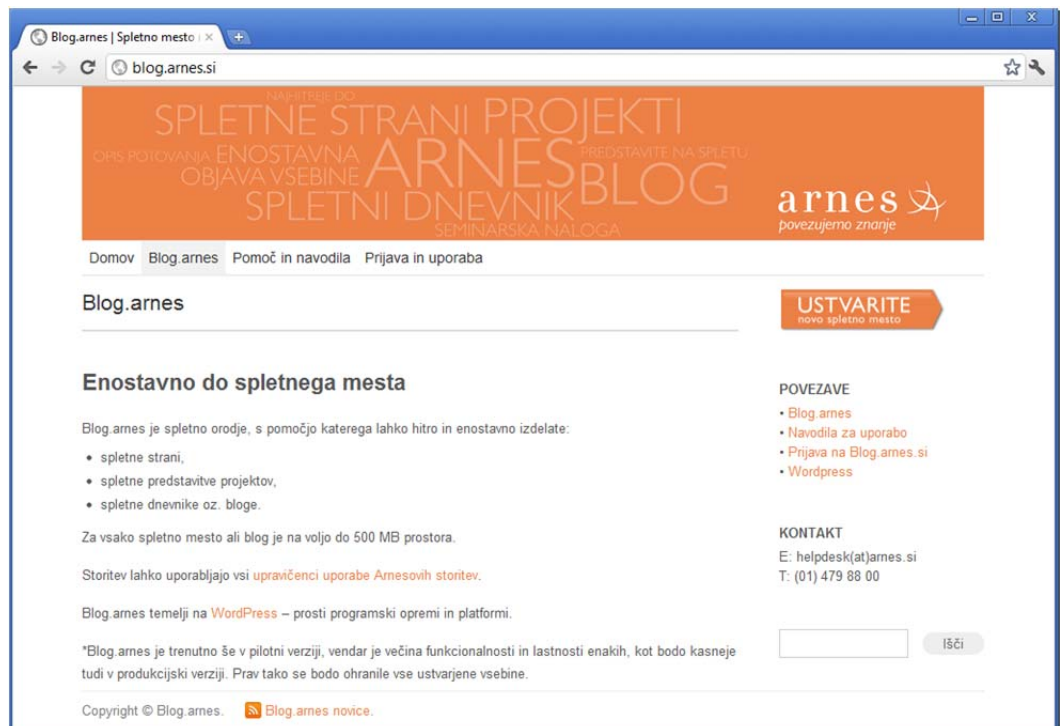 Blog.arnes | Spletno mesto
blog.arnes.si
NAJHITREJE DO
SPLETNE STRANI PROJEKTI
OPIS POTOVANJA ENOSTAVNA ARNES PREDSTAVITE NA SPLETU
OBJAVA VSEBINE BLOG
SPLETNI DNEVNIK
SEMINARSKA NALOGA
arnes
povezujemo znanje
Domov Blog.arnes Pomoč in navodila Prijava in uporaba
Blog.arnes
USTVARITE
novo spletno mesto
Enostavno do spletnega mesta
Blog.arnes je spletno orodje, s pomočjo katerega lahko hitro in enostavno izdelate:
• spletne strani,
• spletne predstavitve projektov,
• spletne dnevnike oz. bloge.
Za vsako spletno mesto ali blog je na voljo do 500 MB prostora.
Storitev lahko uporabljajo vsi upravičenci uporabe Arnesovih storitev.
Blog.arnes temelji na WordPress – prosti programski opremi in platformi.
*Blog.arnes je trenutno še v pilotni verziji, vendar je večina funkcionalnosti in lastnosti enakih, kot bodo kasneje
tudi v produkcijski verziji. Prav tako se bodo ohranile vse ustvarjene vsebine.
POVEZAVE
• Blog.arnes
• Navodila za uporabo
• Prijava na Blog.arnes.si
• Wordpress
KONTAKT
E: helpdesk(at)arnes.si
T: (01) 479 88 00
Išči
Copyright © Blog.arnes. Blog.arnes novice.